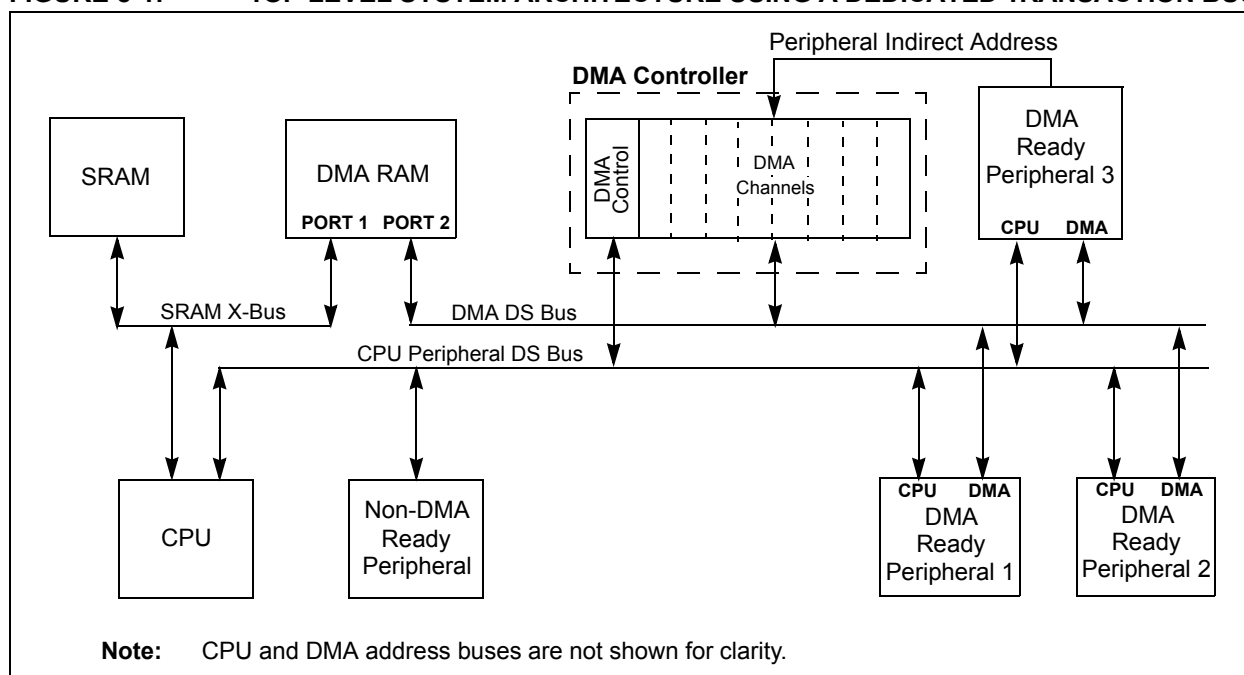 Peripheral Indirect Address
DMA Controller
SRAM
DMA RAM
PORT 1 PORT 2
DMA
Control
DMA
Channels
DMA
Ready
Peripheral 3
CPU DMA
SRAM X-Bus
DMA DS Bus
CPU Peripheral DS Bus
CPU
Non-DMA
Ready
Peripheral
CPU DMA
DMA
Ready
Peripheral 1
CPU DMA
DMA
Ready
Peripheral 2
Note: CPU and DMA address buses are not shown for clarity.